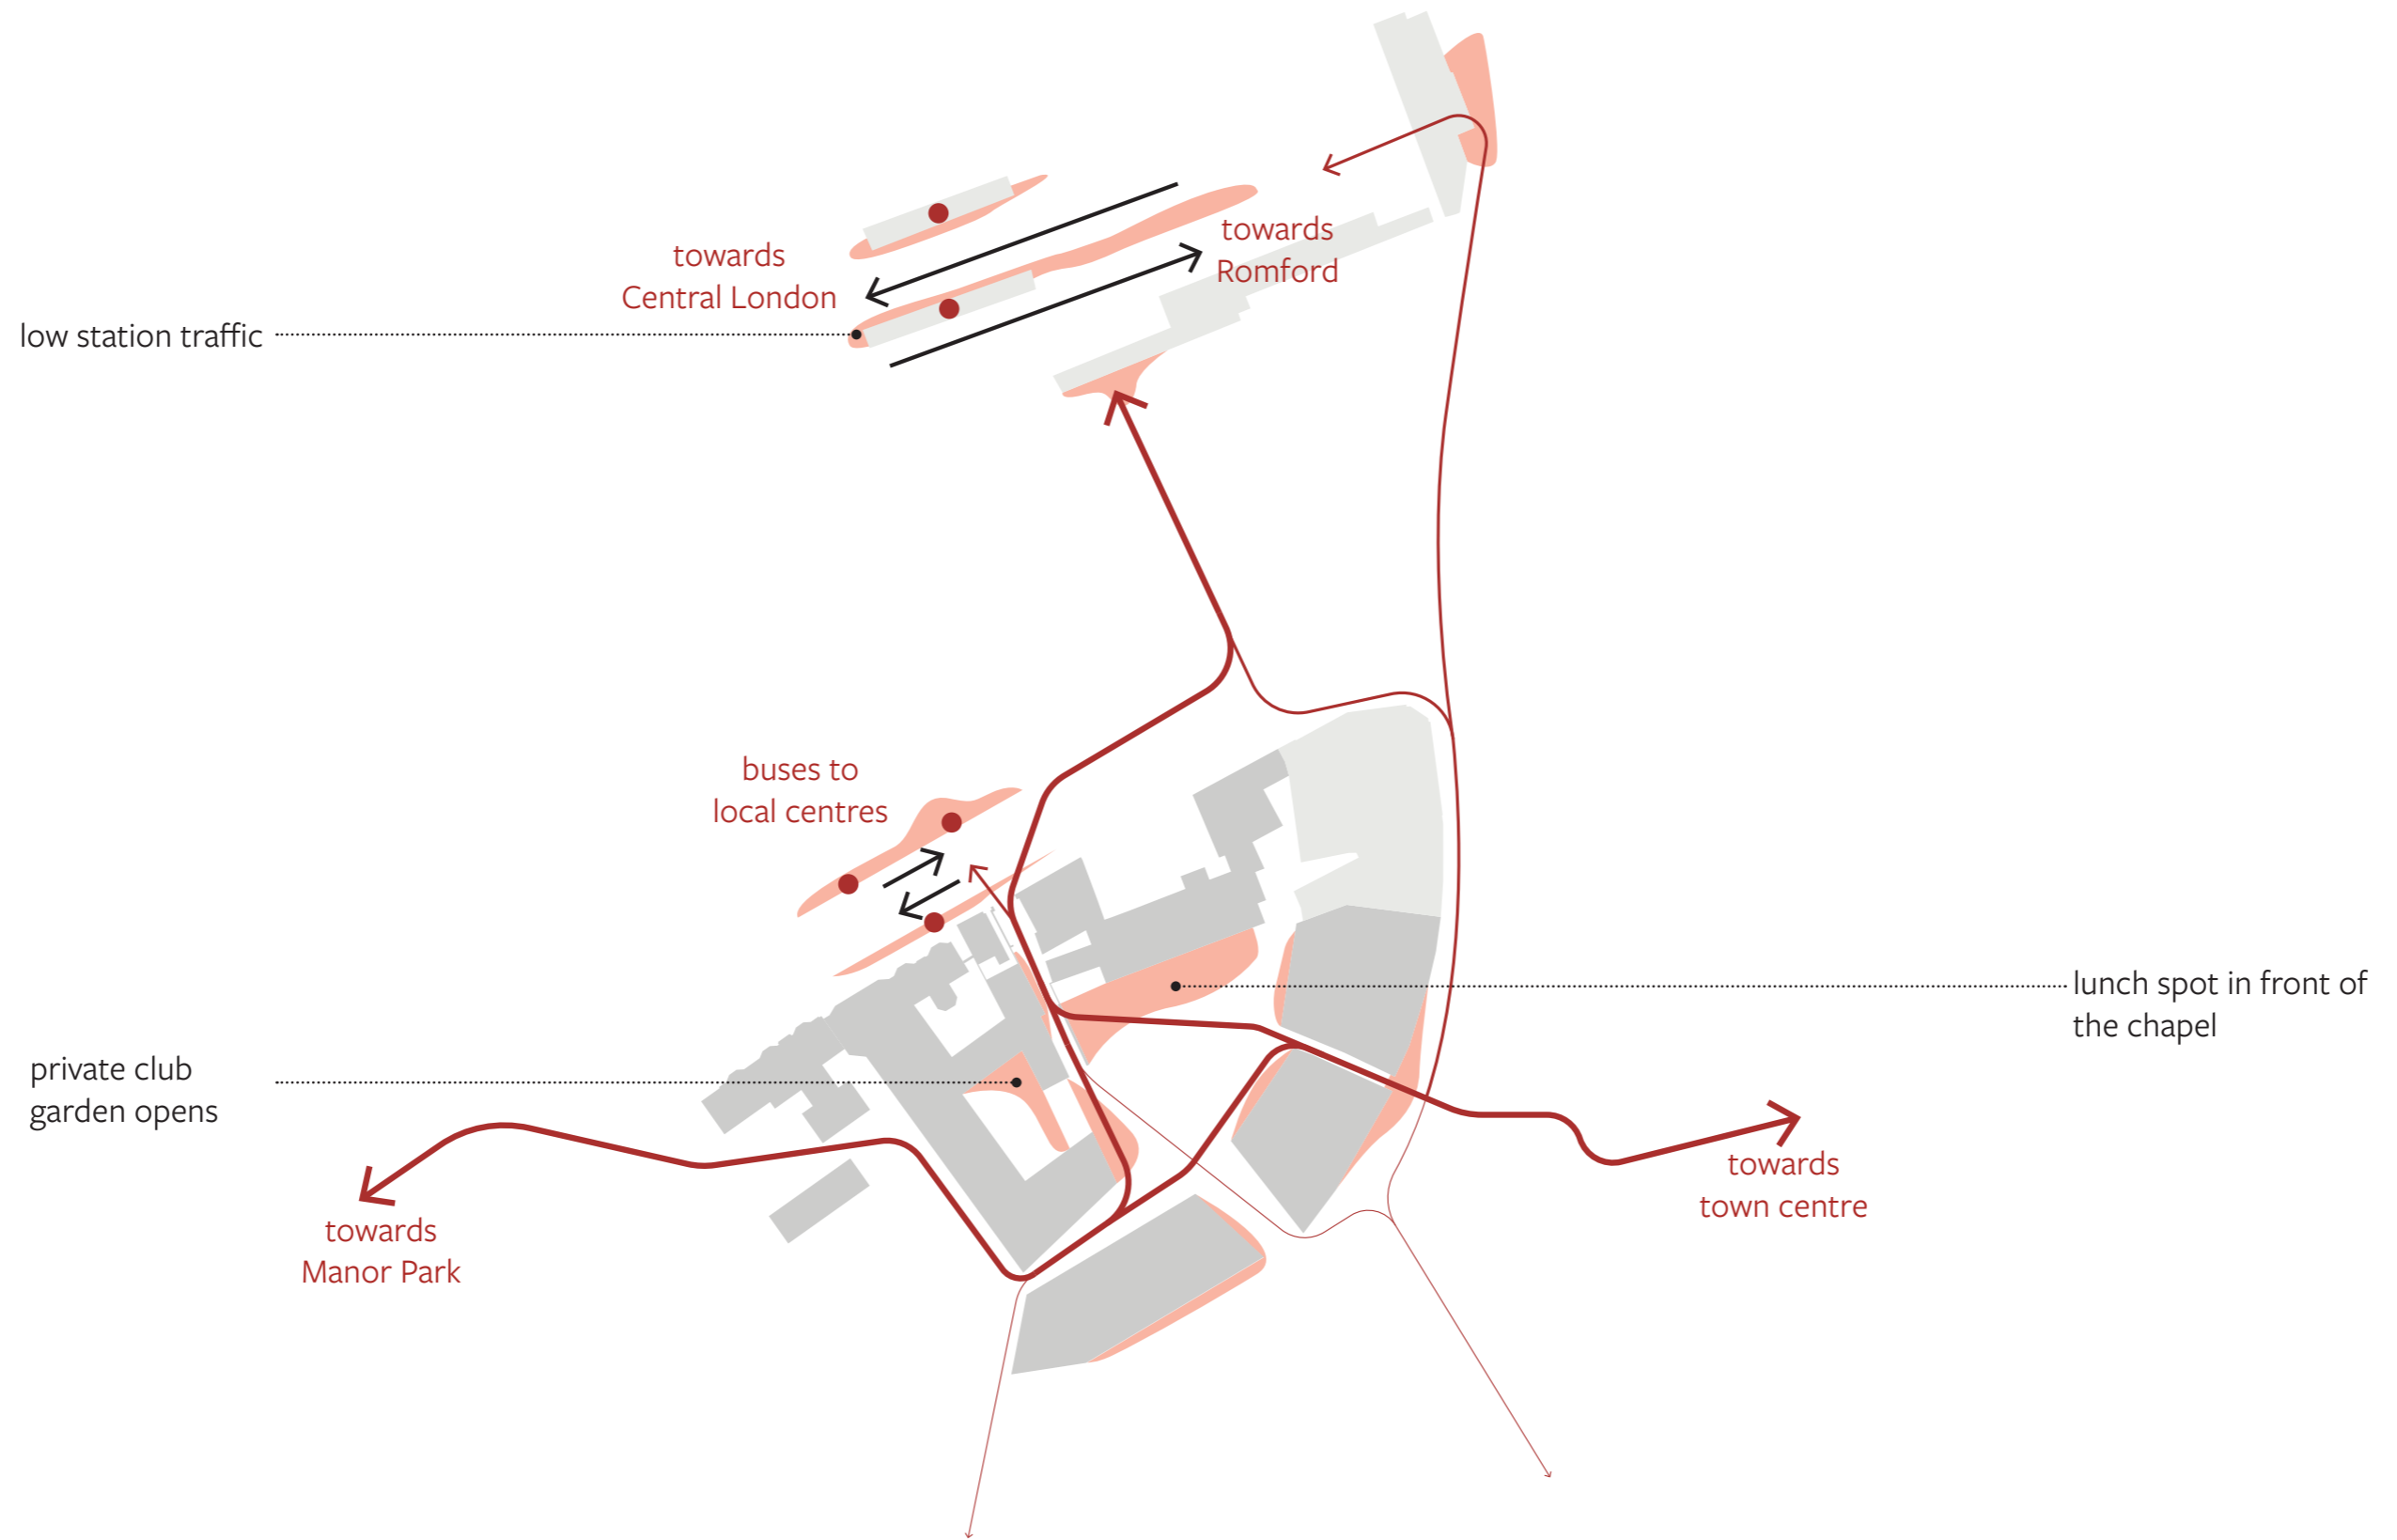 towards
Romford
towards
Central London
low station traffic
buses to
local centres
lunch spot in front of
the chapel
private club
garden opens
towards
town centre
towards
Manor Park